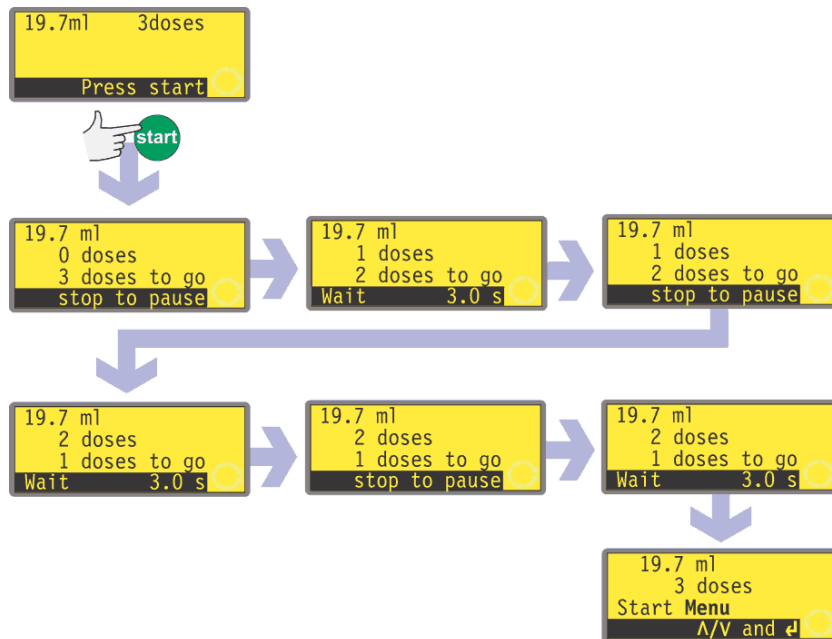 19.7ml 3doses
Press start
start
19.7 ml
0 doses
3 doses to go
stop to pause
19.7 ml
1 doses
2 doses to go
Wait 3.0 s
19.7 ml
1 doses
2 doses to go
stop to pause
19.7 ml
2 doses
1 doses to go
Wait 3.0 s
19.7 ml
2 doses
1 doses to go
stop to pause
19.7 ml
2 doses
1 doses to go
Wait 3.0 s
19.7 ml
3 doses
Start Menu
Λ/V and ↲